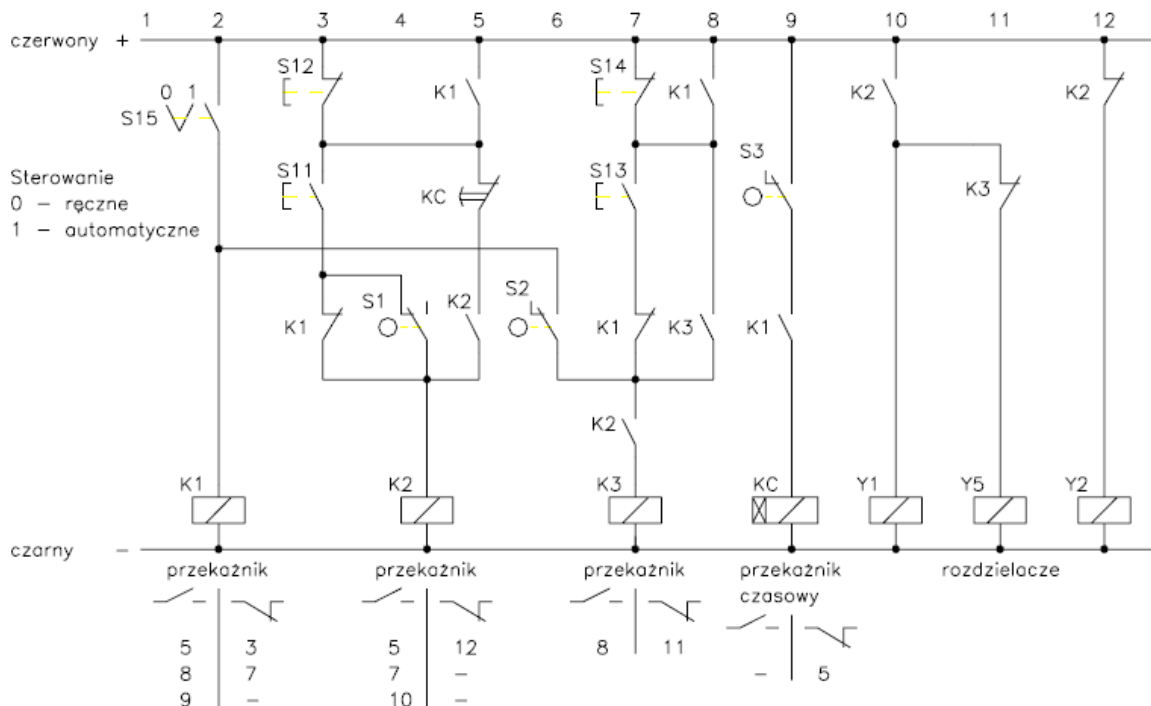 1 2 3 4 5 6 7 8 9 10 11 12
czerwony +
S12 S14
K1 K1 K2 K2
0 1
S15
S11 S13 S3
Sterowanie
0 – ręczne
1 – automatyczne
KC K3
S1 K2 S2
K1 K1 K3 K1
K2
K1 K2 K3 KC Y1 Y5 Y2
czarny –
przekaźnik przekaźnik przekaźnik przekaźnik rozdzielacze
czasowy
5 3 5 12 8 11
8 7 7 – – 5
9 – 10 –